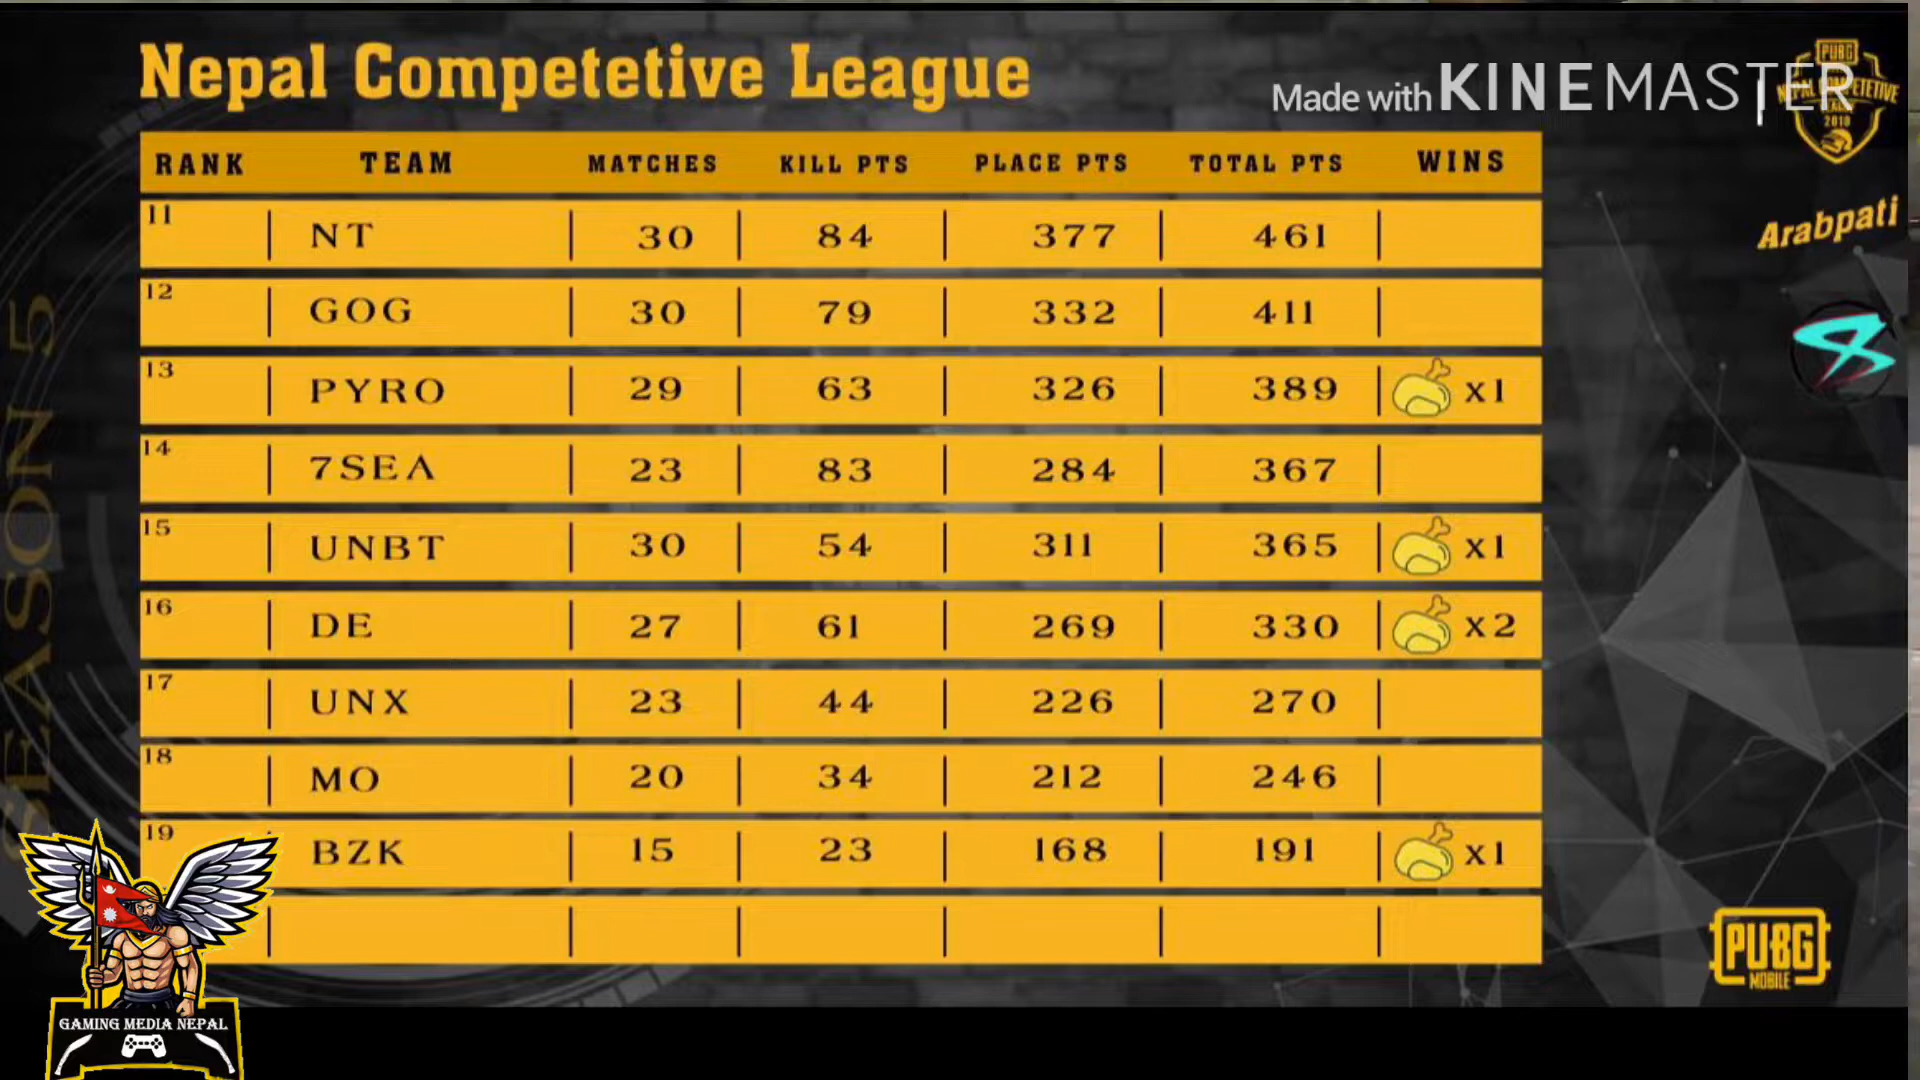 Nepal Competetive League
Made with KINEMASTER
PUBG
NEPAL COMPETETIVE
2018
Arabpati
SEASON 5
RANK TEAM MATCHES KILL PTS PLACE PTS TOTAL PTS WINS
11 NT 30 84 377 461
12 GOG 30 79 332 411
13 PYRO 29 63 326 389 x1
14 7SEA 23 83 284 367
15 UNBT 30 54 311 365 x1
16 DE 27 61 269 330 x2
17 UNX 23 44 226 270
18 MO 20 34 212 246
19 BZK 15 23 168 191 x1
GAMING MEDIA NEPAL
PUBG
MOBILE